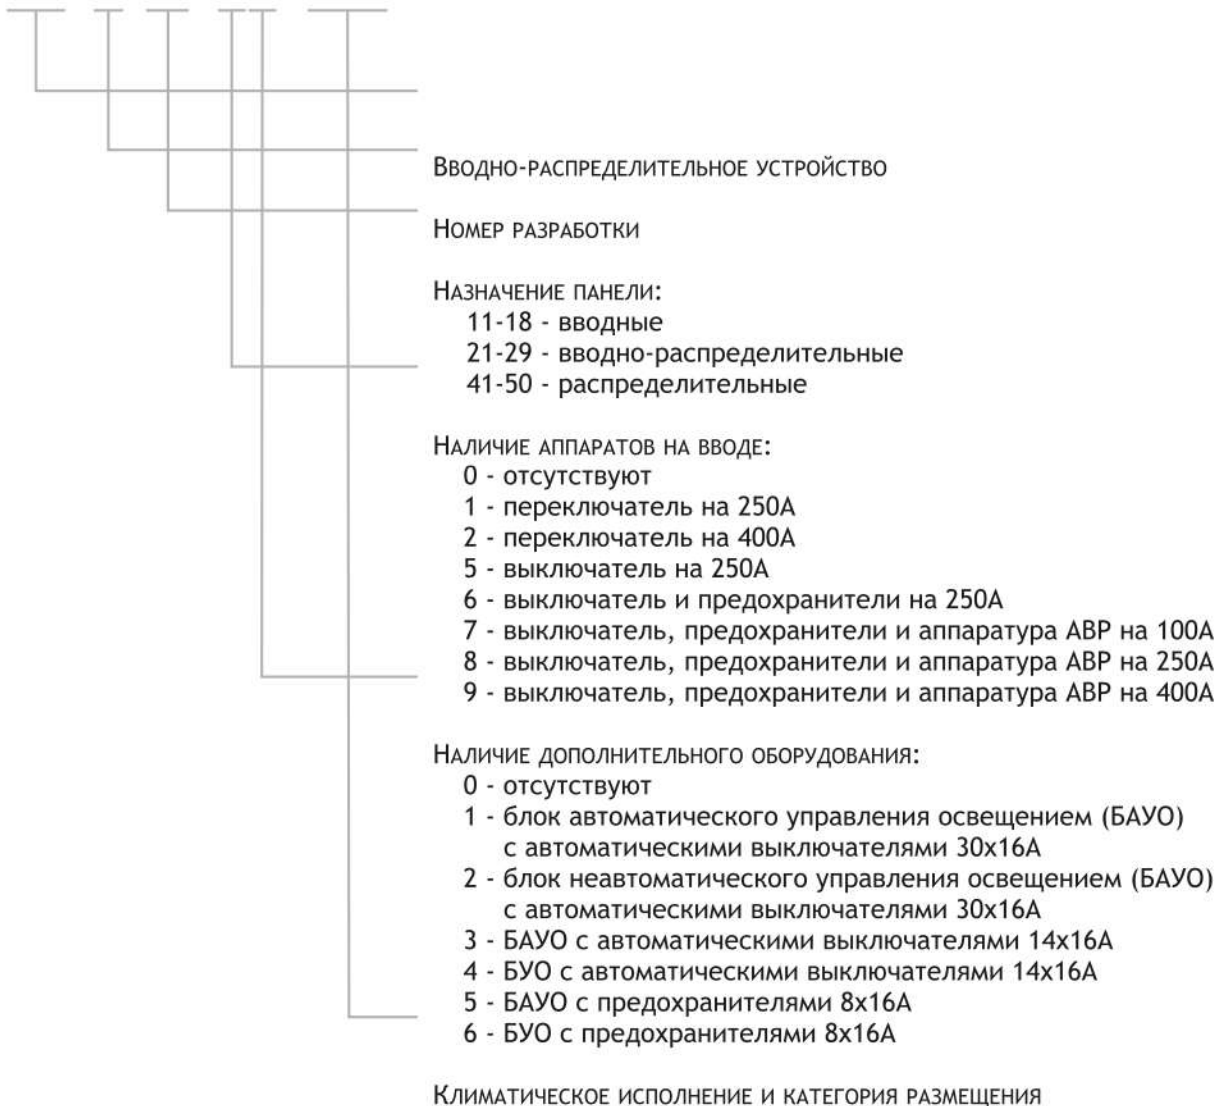 Вводно-распределительное устройство
Номер разработки
Назначение панели:
11-18 - вводные
21-29 - вводно-распределительные
41-50 - распределительные
Наличие аппаратов на вводе:
0 - отсутствуют
1 - переключатель на 250А
2 - переключатель на 400А
5 - выключатель на 250А
6 - выключатель и предохранители на 250А
7 - выключатель, предохранители и аппаратура АВР на 100А
8 - выключатель, предохранители и аппаратура АВР на 250А
9 - выключатель, предохранители и аппаратура АВР на 400А
Наличие дополнительного оборудования:
0 - отсутствуют
1 - блок автоматического управления освещением (БАУО)
с автоматическими выключателями 30х16А
2 - блок неавтоматического управления освещением (БАУО)
с автоматическими выключателями 30х16А
3 - БАУО с автоматическими выключателями 14х16А
4 - БУО с автоматическими выключателями 14х16А
5 - БАУО с предохранителями 8х16А
6 - БУО с предохранителями 8х16А
Климатическое исполнение и категория размещения